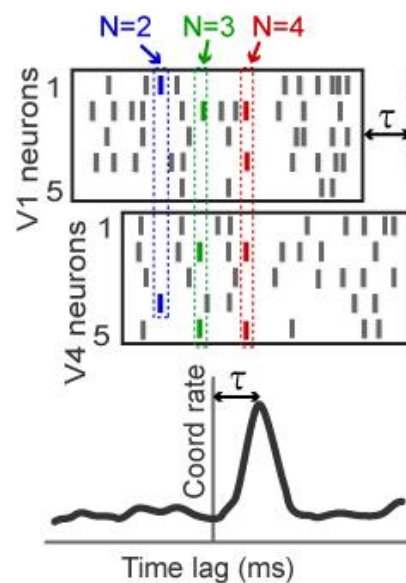 N=2 N=3 N=4
V1 neurons
1
5
τ
V4 neurons
1
5
τ
Coord rate
Time lag (ms)